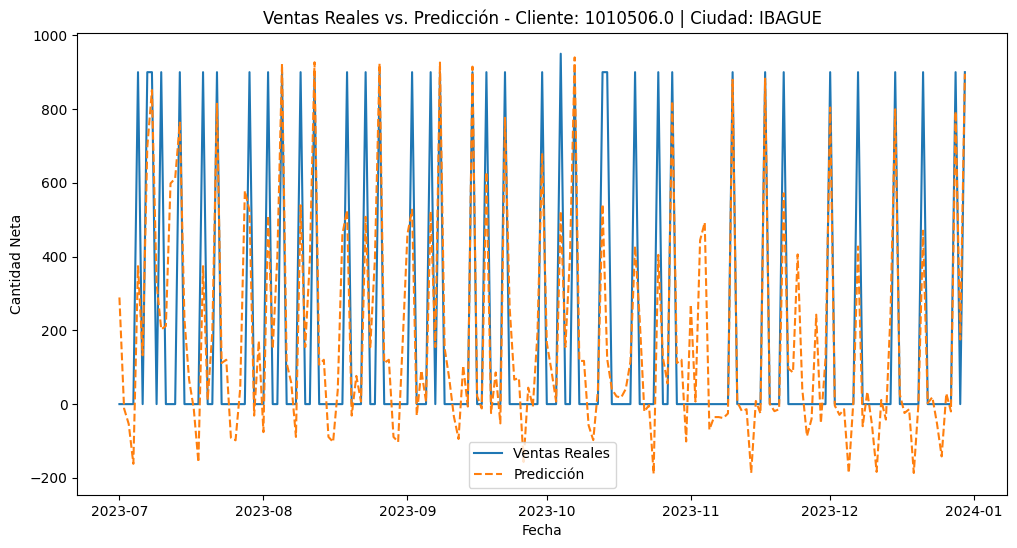 Ventas Reales vs. Predicción - Cliente: 1010506.0 | Ciudad: IBAGUE
Cantidad Neta
1000
800
600
400
200
0
−200
Ventas Reales
Predicción
2023-07
2023-08
2023-09
2023-10
2023-11
2023-12
2024-01
Fecha